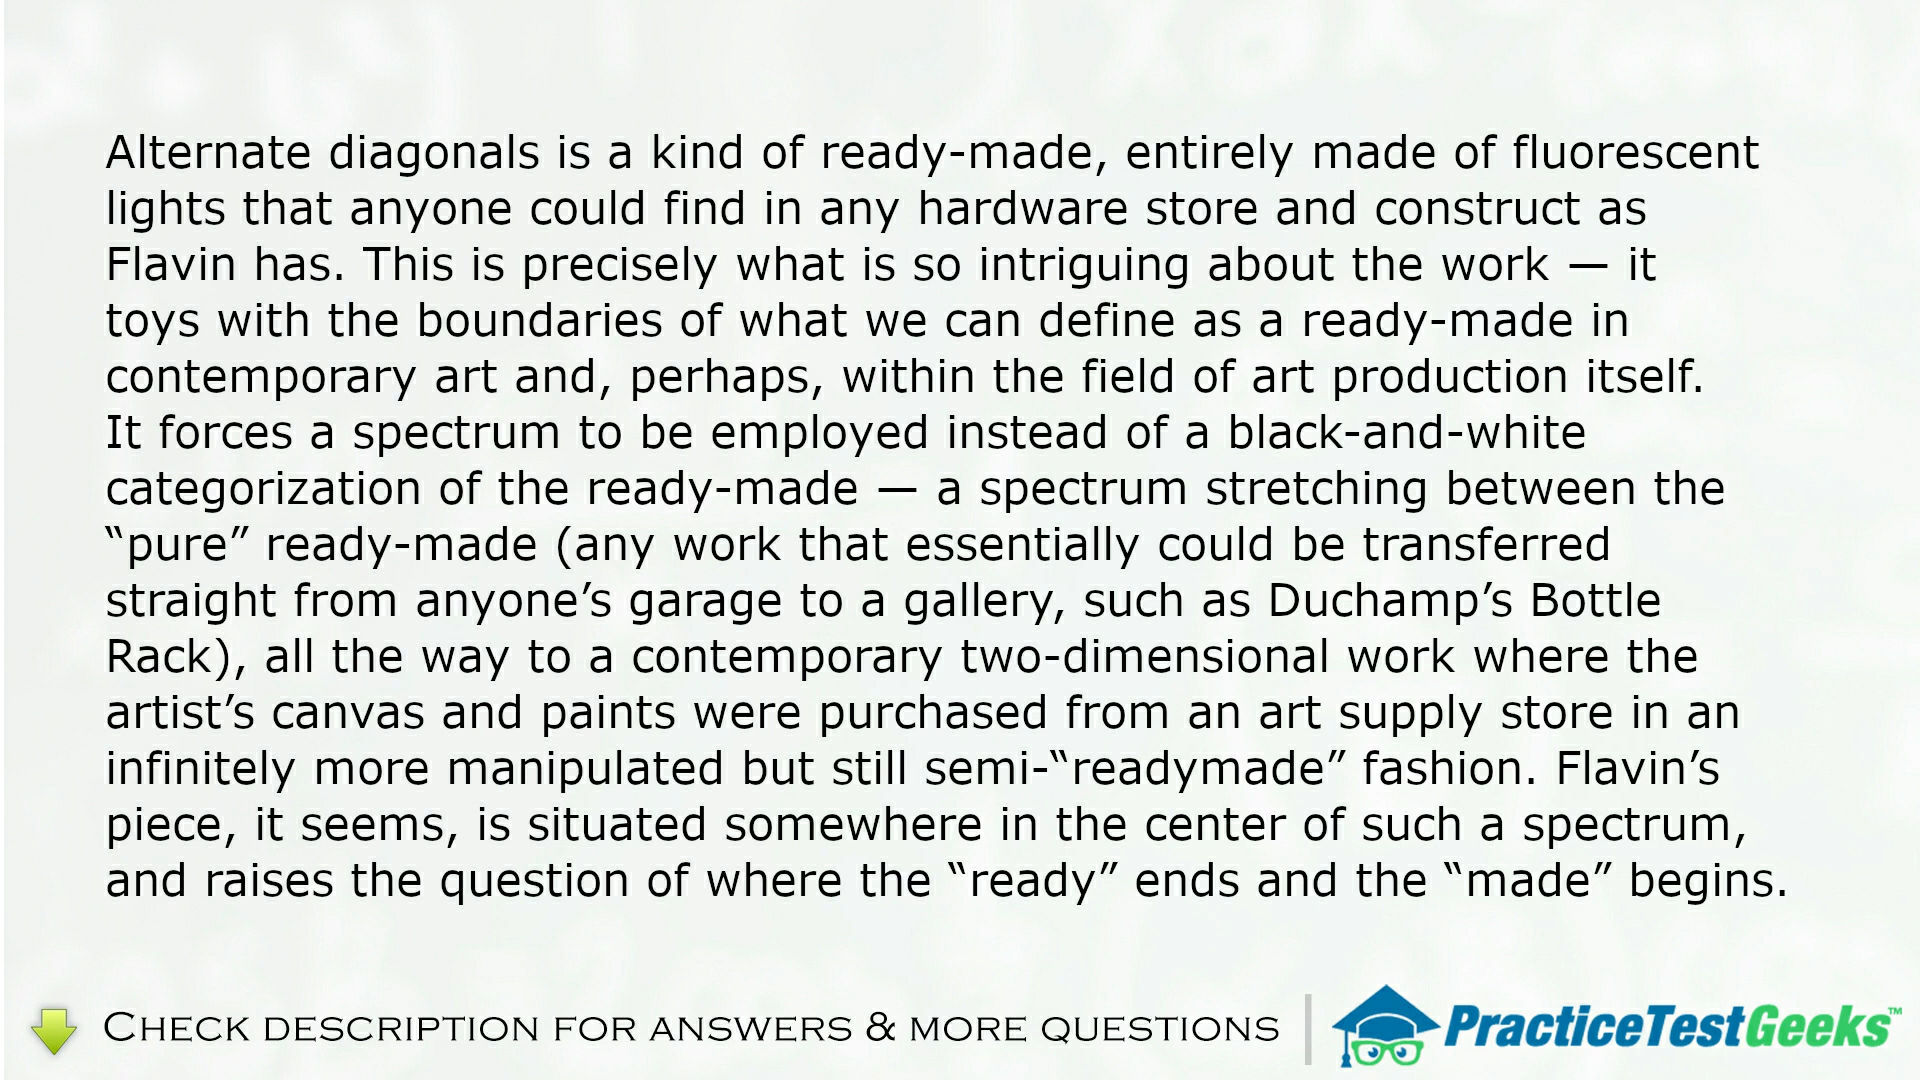 Alternate diagonals is a kind of ready-made, entirely made of fluorescent
lights that anyone could find in any hardware store and construct as
Flavin has. This is precisely what is so intriguing about the work — it
toys with the boundaries of what we can define as a ready-made in
contemporary art and, perhaps, within the field of art production itself.
It forces a spectrum to be employed instead of a black-and-white
categorization of the ready-made — a spectrum stretching between the
“pure” ready-made (any work that essentially could be transferred
straight from anyone’s garage to a gallery, such as Duchamp’s Bottle
Rack), all the way to a contemporary two-dimensional work where the
artist’s canvas and paints were purchased from an art supply store in an
infinitely more manipulated but still semi-“readymade” fashion. Flavin’s
piece, it seems, is situated somewhere in the center of such a spectrum,
and raises the question of where the “ready” ends and the “made” begins.
Check description for answers & more questions
PracticeTestGeeks™